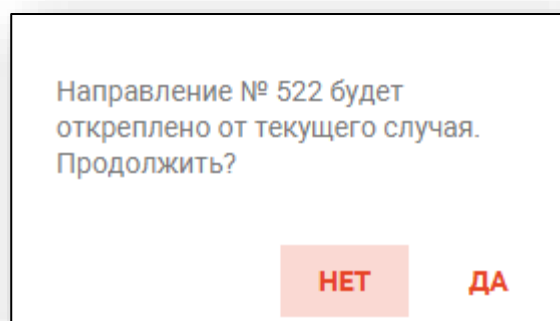 Направление № 522 будет
откреплено от текущего случая.
Продолжить?
НЕТ ДА